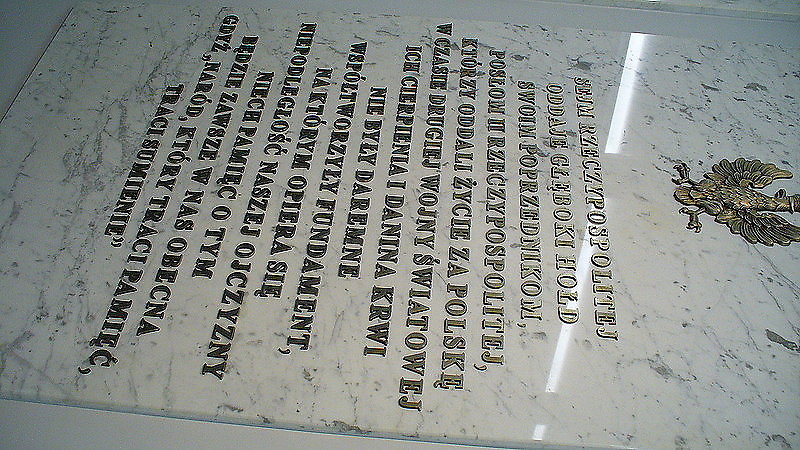 SEJM RZECZYPOSPOLITEJ
ODDAJE GŁĘBOKI HOŁD
SWOIM POPRZEDNIKOM,
POSŁOM II RZECZYPOSPOLITEJ,
KTÓRZY ODDALI ŻYCIE ZA POLSKĘ
W CZASIE DRUGIEJ WOJNY ŚWIATOWEJ
ICH CIERPIENIA I DANINA KRWI
NIE BYŁY DAREMNE
WSPÓŁTWORZYŁY FUNDAMENT,
NA KÓRYM OPIERA SIĘ
NIEPODLEGŁOŚĆ NASZEJ OJCZYZNY
NIECH PAMIĘĆ O TYM
BĘDZIE ZAWSZE W NAS OBECNA
GDYŻ „NARÓD, KTÓRY TRACI PAMIĘĆ,
TRACI SUMIENIE”